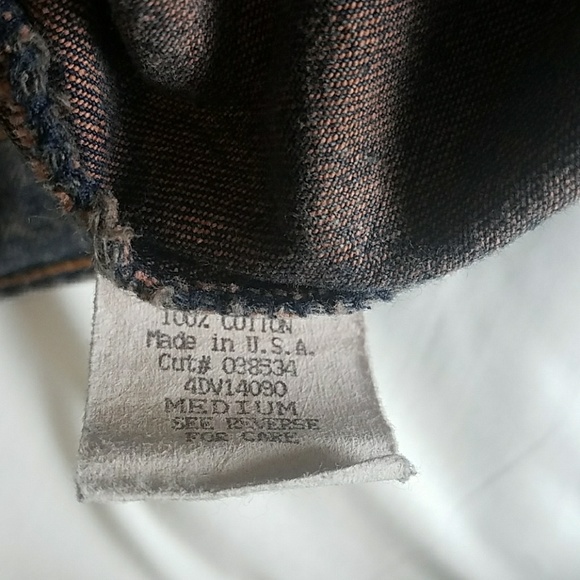 100% COTTON
Made in U.S.A.
Cut# 038534
4DV14090
MEDIUM
SEE REVERSE
FOR CARE